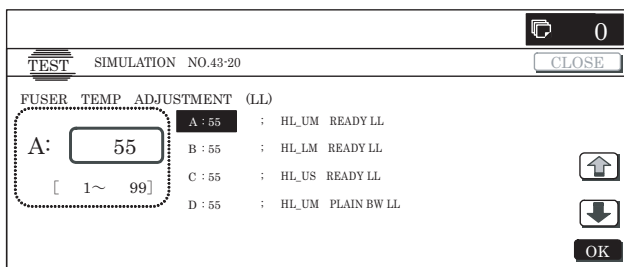 0
TEST SIMULATION NO.43-20 CLOSE
FUSER TEMP ADJUSTMENT (LL)
A: 55
[ 1~ 99]
A : 55 ; HL_UM READY LL
B : 55 ; HL_LM READY LL
C : 55 ; HL_US READY LL
D : 55 ; HL_UM PLAIN BW LL
OK